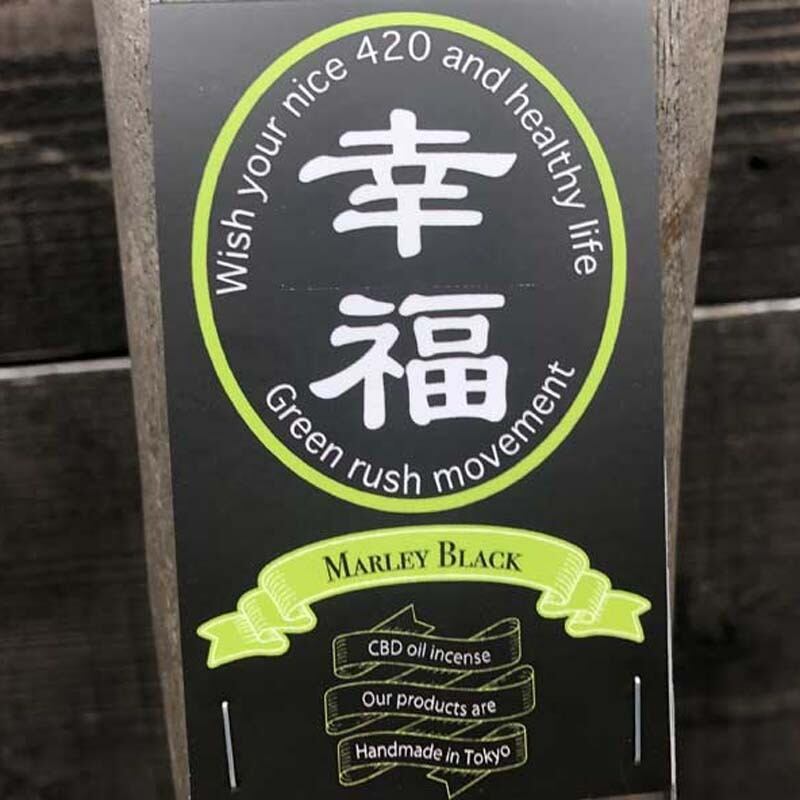 Wish your nice 420 and healthy life
幸
福
Green rush movement
MARLEY BLACK
CBD oil incense
Our products are
Handmade in Tokyo